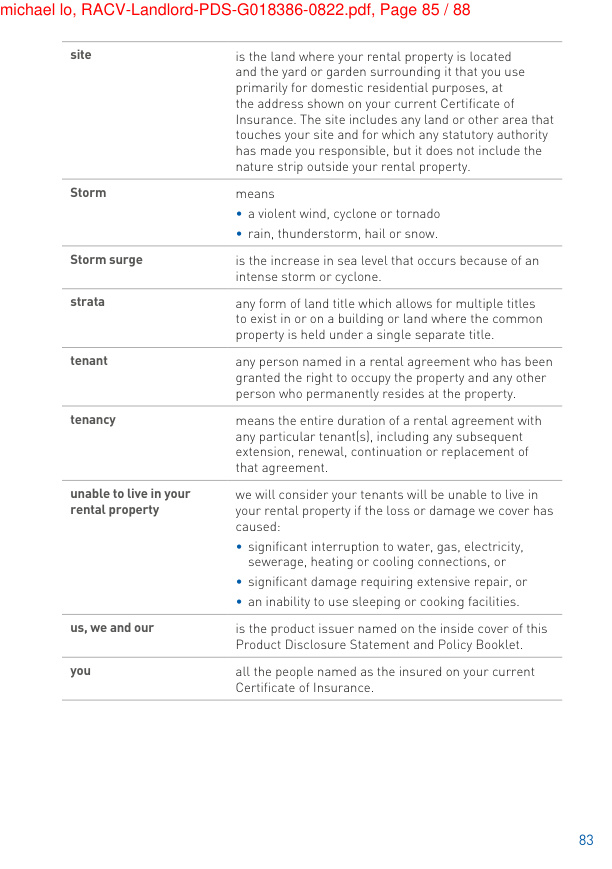 michael lo, RACV-Landlord-PDS-G018386-0822.pdf, Page 85 / 88
site
is the land where your rental property is located
and the yard or garden surrounding it that you use
primarily for domestic residential purposes, at
the address shown on your current Certificate of
Insurance. The site includes any land or other area that
touches your site and for which any statutory authority
has made you responsible, but it does not include the
nature strip outside your rental property.
Storm
means
• a violent wind, cyclone or tornado
• rain, thunderstorm, hail or snow.
Storm surge
is the increase in sea level that occurs because of an
intense storm or cyclone.
strata
any form of land title which allows for multiple titles
to exist in or on a building or land where the common
property is held under a single separate title.
tenant
any person named in a rental agreement who has been
granted the right to occupy the property and any other
person who permanently resides at the property.
tenancy
means the entire duration of a rental agreement with
any particular tenant(s), including any subsequent
extension, renewal, continuation or replacement of
that agreement.
unable to live in your
rental property
we will consider your tenants will be unable to live in
your rental property if the loss or damage we cover has
caused:
• significant interruption to water, gas, electricity,
sewerage, heating or cooling connections, or
• significant damage requiring extensive repair, or
• an inability to use sleeping or cooking facilities.
us, we and our
is the product issuer named on the inside cover of this
Product Disclosure Statement and Policy Booklet.
you
all the people named as the insured on your current
Certificate of Insurance.
83